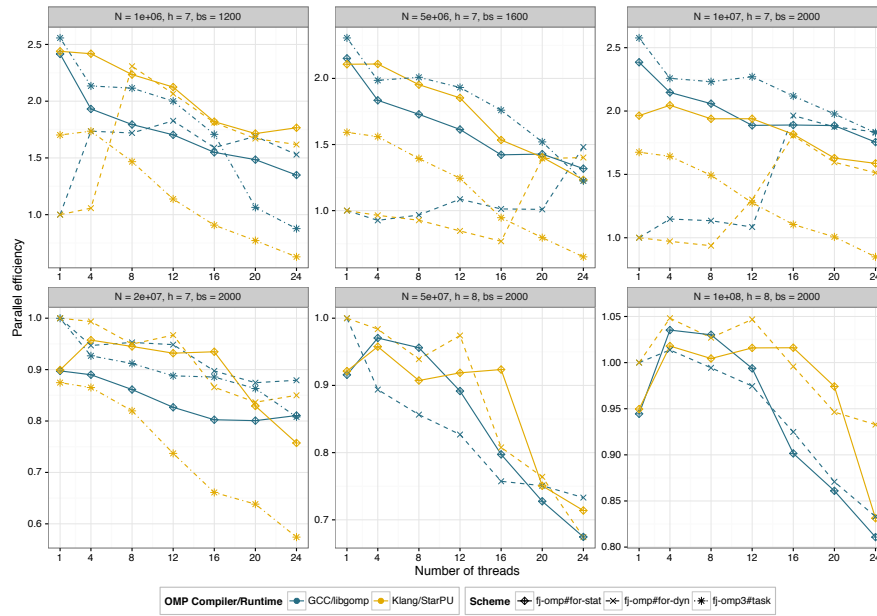 N = 1e+06, h = 7, bs = 1200
N = 5e+06, h = 7, bs = 1600
N = 1e+07, h = 7, bs = 2000
2.5
2.0
1.5
1.0
1 4 8 12 16 20 24
2.0
1.5
1.0
1 4 8 12 16 20 24
2.5
2.0
1.5
1.0
1 4 8 12 16 20 24
Parallel efficiency
N = 2e+07, h = 7, bs = 2000
N = 5e+07, h = 8, bs = 2000
N = 1e+08, h = 8, bs = 2000
1.0
0.9
0.8
0.7
0.6
1 4 8 12 16 20 24
1.0
0.9
0.8
0.7
1 4 8 12 16 20 24
1.05
1.00
0.95
0.90
0.85
0.80
1 4 8 12 16 20 24
Number of threads
OMP Compiler/Runtime GCC/libgomp Klang/StarPU
Scheme fj-omp#for-stat fj-omp#for-dyn fj-omp3#task